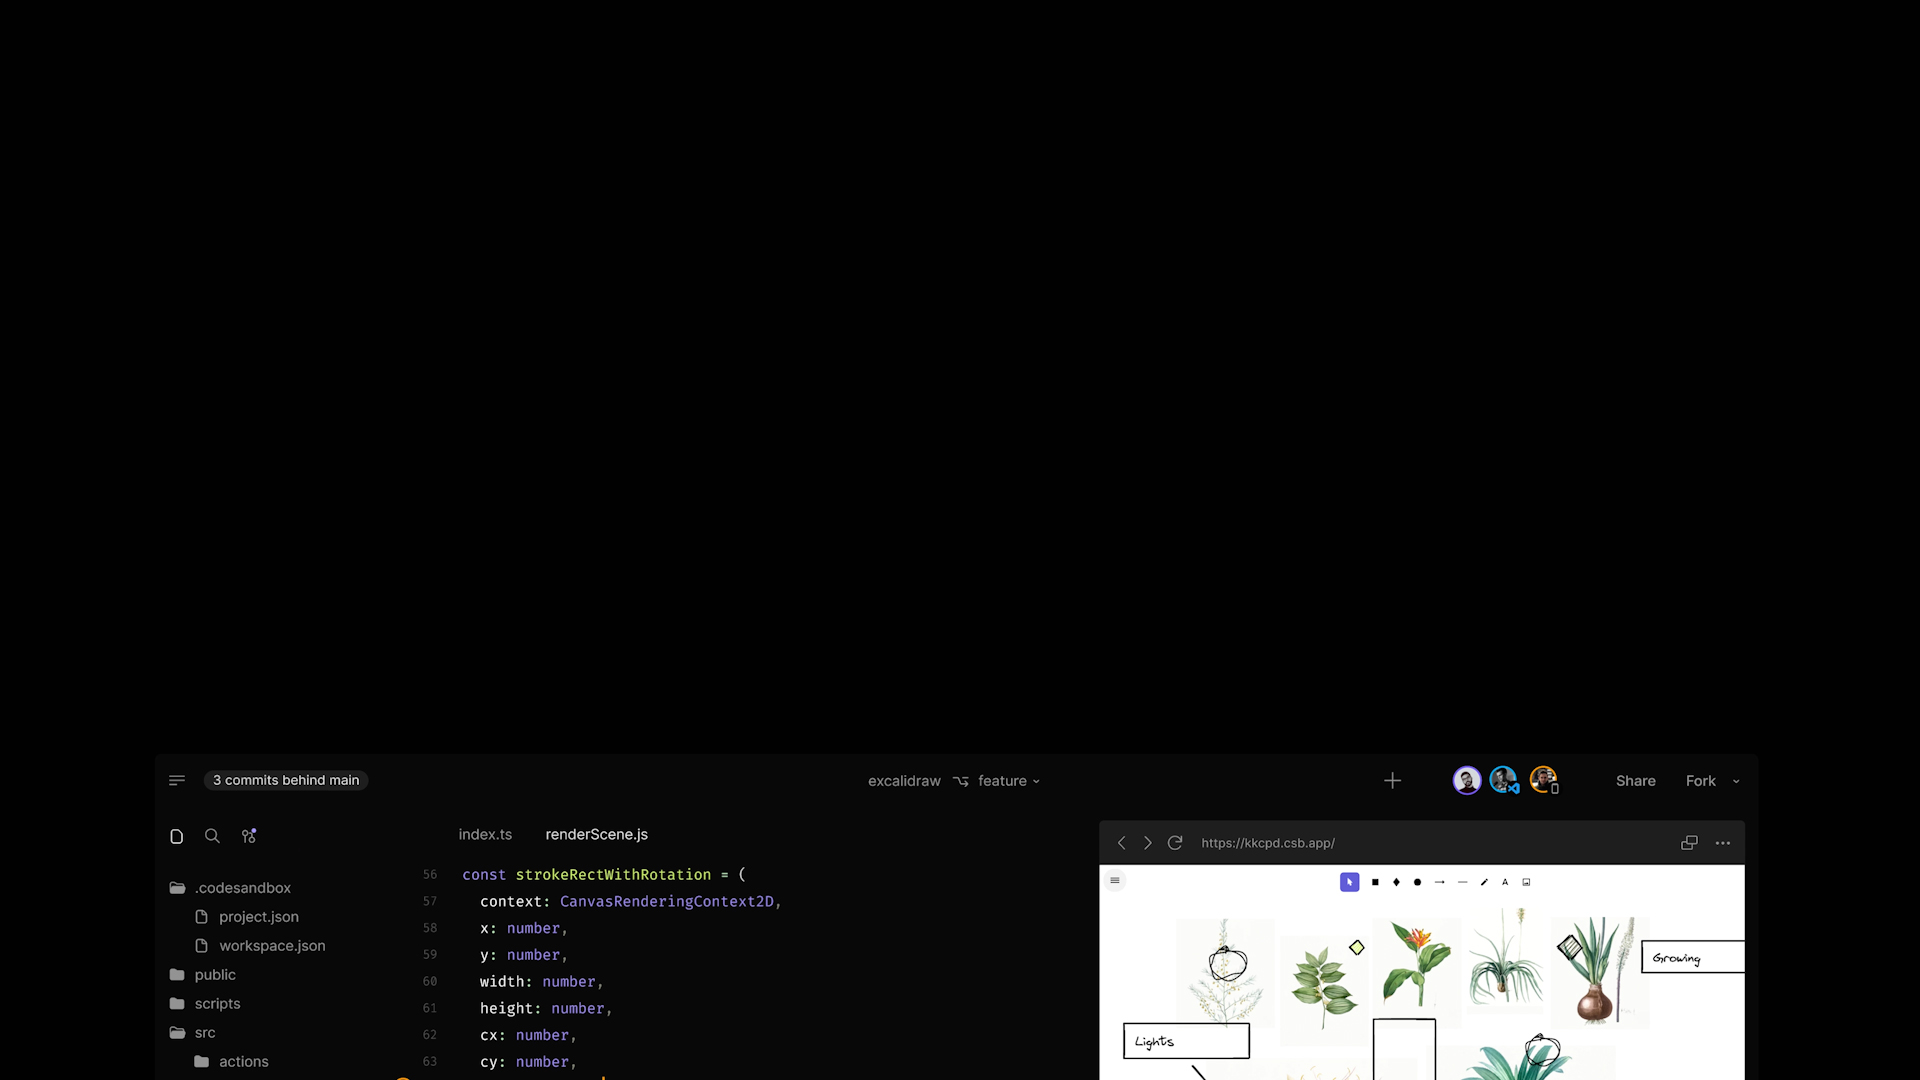 3 commits behind main
excalidraw feature
Share Fork
index.ts renderScene.js
https://kkcpd.csb.app/
.codesandbox
project.json
workspace.json
public
scripts
src
actions
56 const strokeRectWithRotation = (
57 context: CanvasRenderingContext2D,
58 x: number,
59 y: number,
60 width: number,
61 height: number,
62 cx: number,
63 cy: number,
A
Growing
Lights